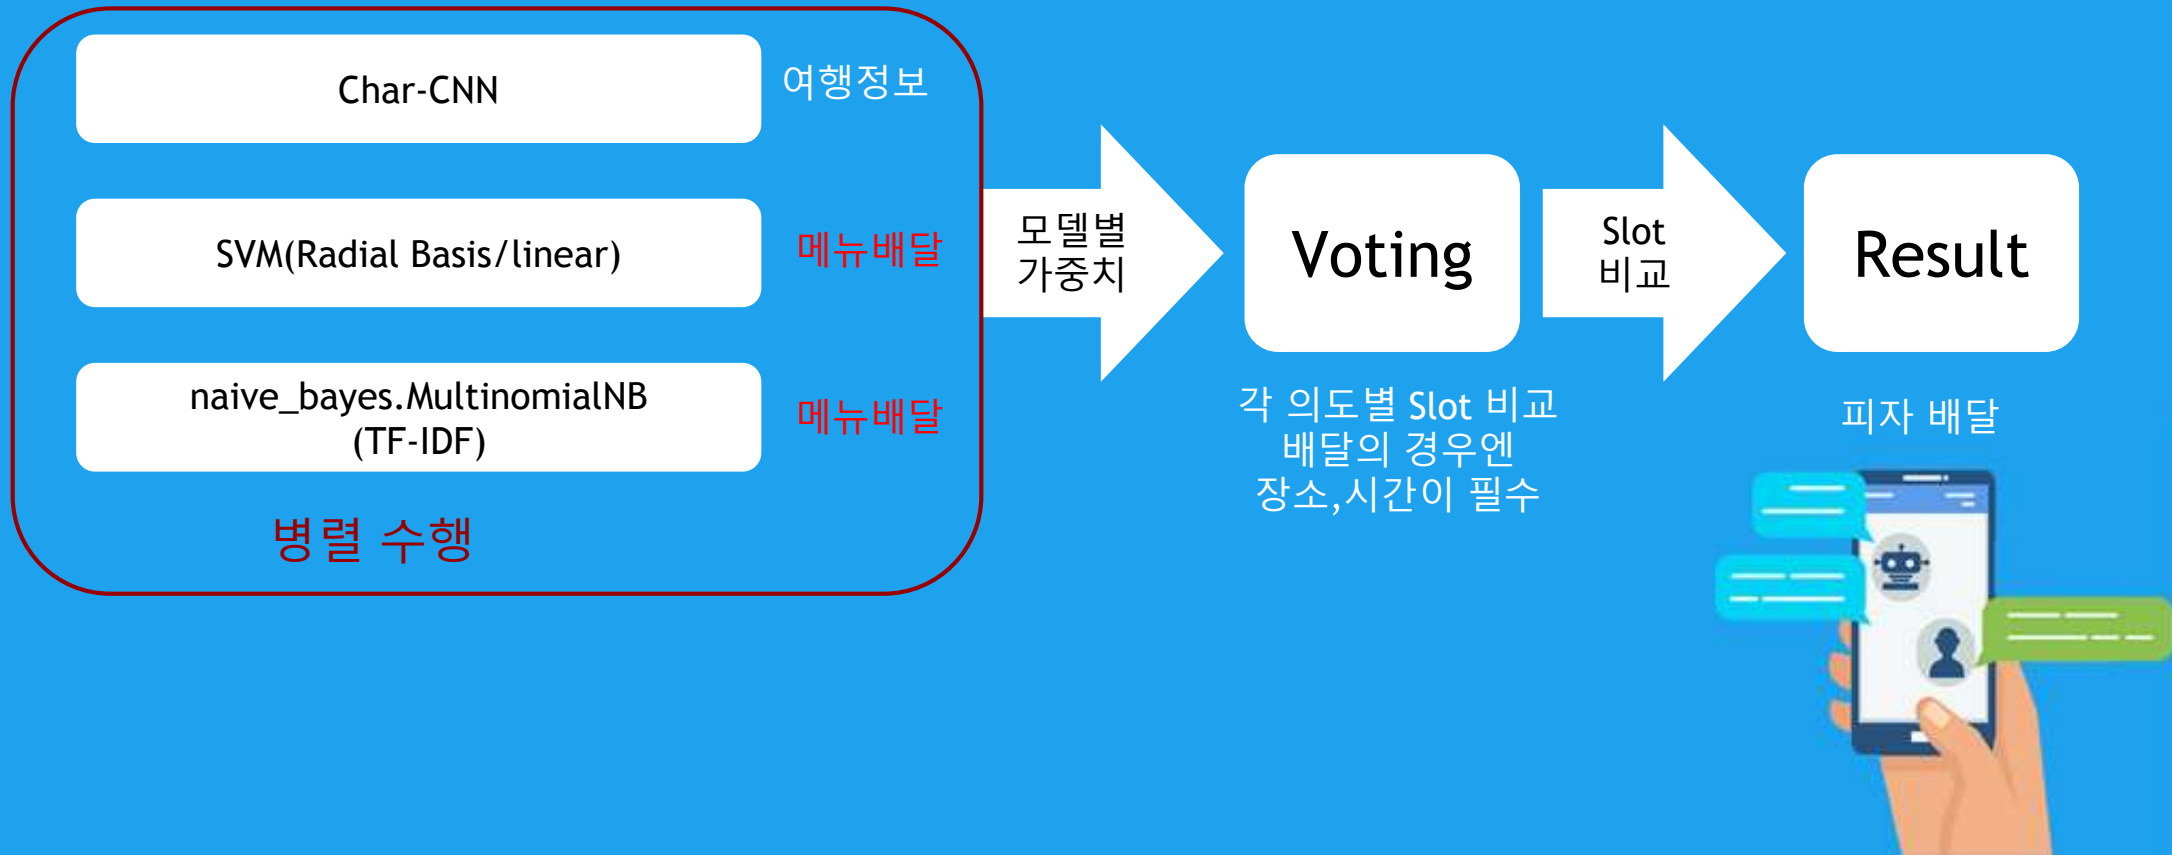 Char-CNN
여행정보
SVM(Radial Basis/linear)
메뉴배달
naive_bayes.MultinomialNB
(TF-IDF)
메뉴배달
병렬 수행
모델별
가중치
Voting
각 의도별 Slot 비교
배달의 경우엔
장소,시간이 필수
Slot
비교
Result
피자 배달